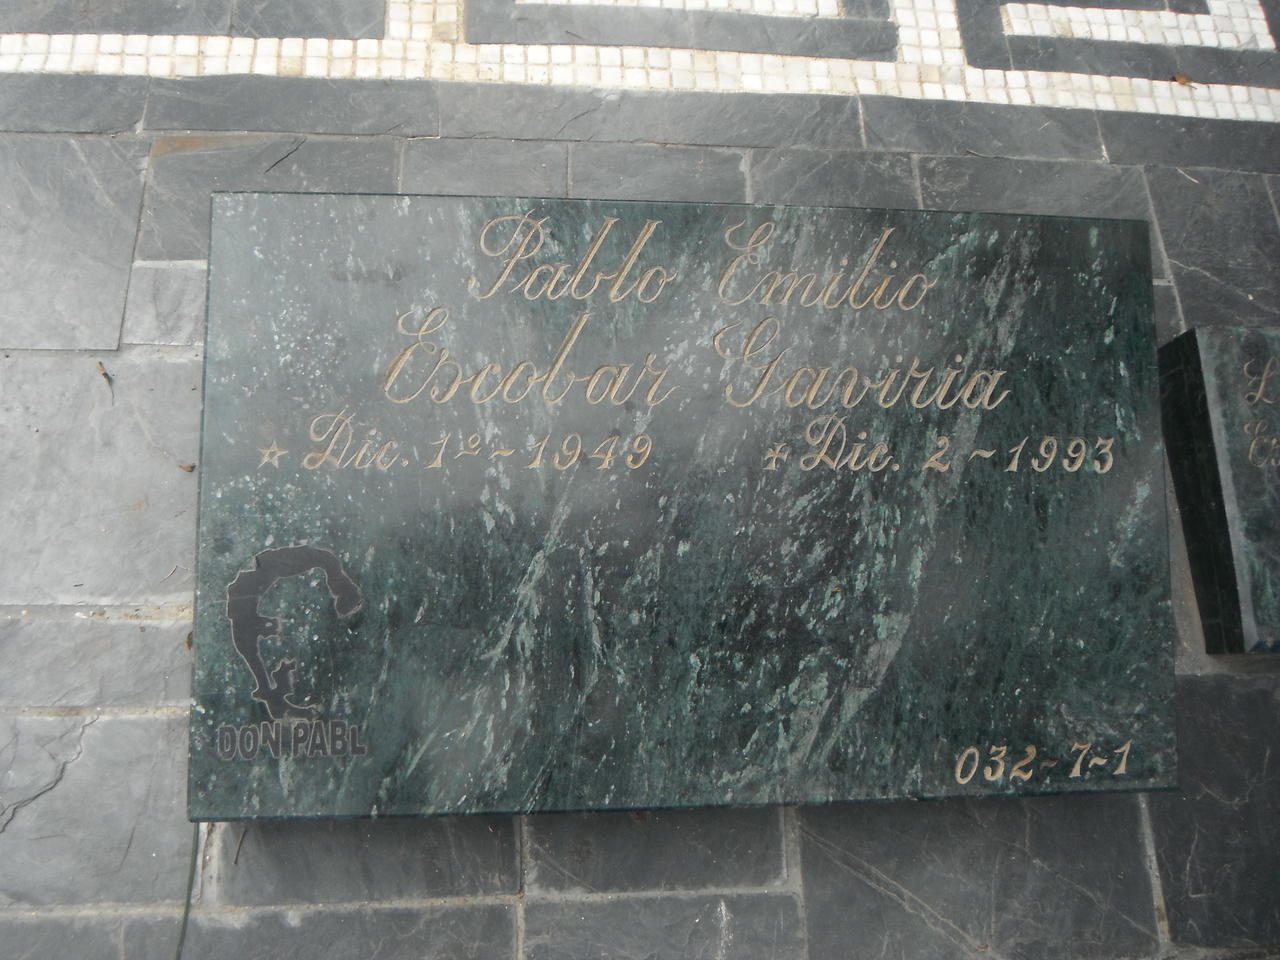 Pablo Emilio
Escobar Gaviria
☆ Dic. 1º ~ 1949 ✠ Dic. 2 ~ 1993
DON PABL
032-7-1